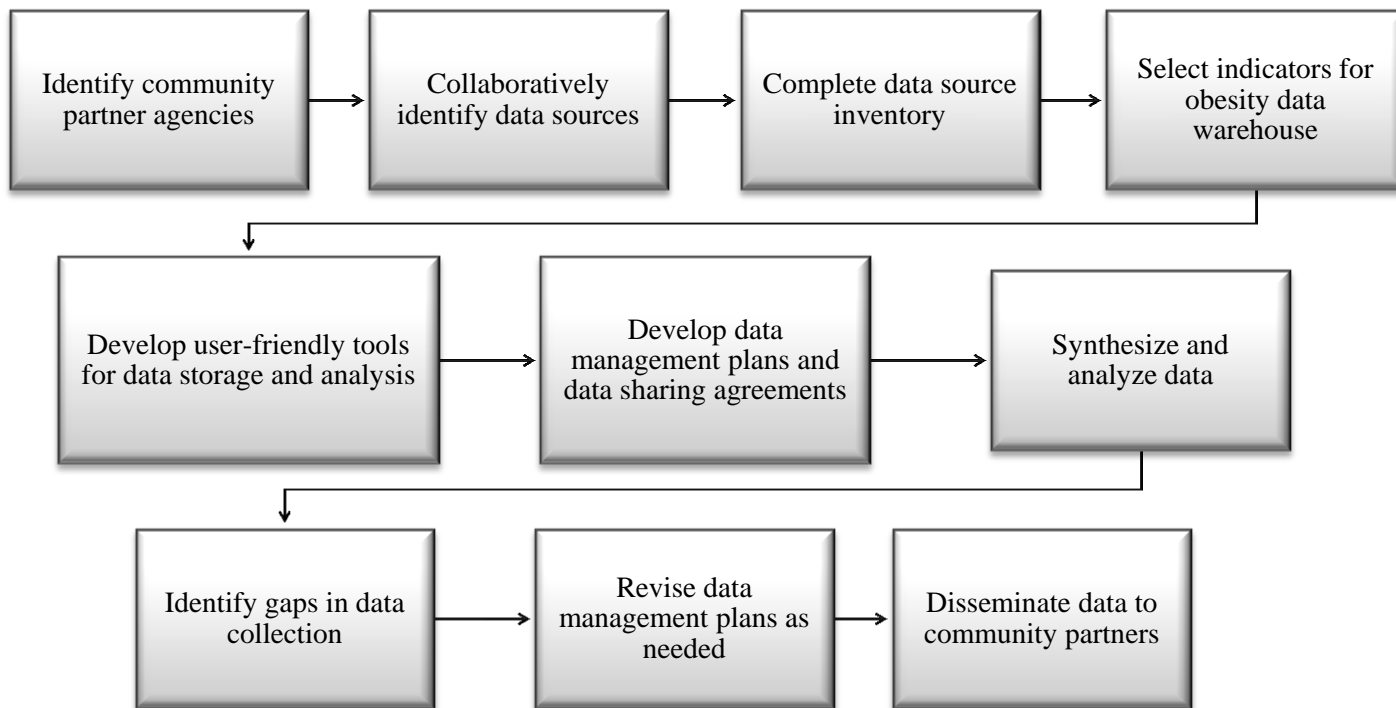 Identify community
partner agencies
Collaboratively
identify data sources
Complete data source
inventory
Select indicators for
obesity data
warehouse
Develop user-friendly tools
for data storage and analysis
Develop data
management plans and
data sharing agreements
Synthesize and
analyze data
Identify gaps in data
collection
Revise data
management plans as
needed
Disseminate data to
community partners